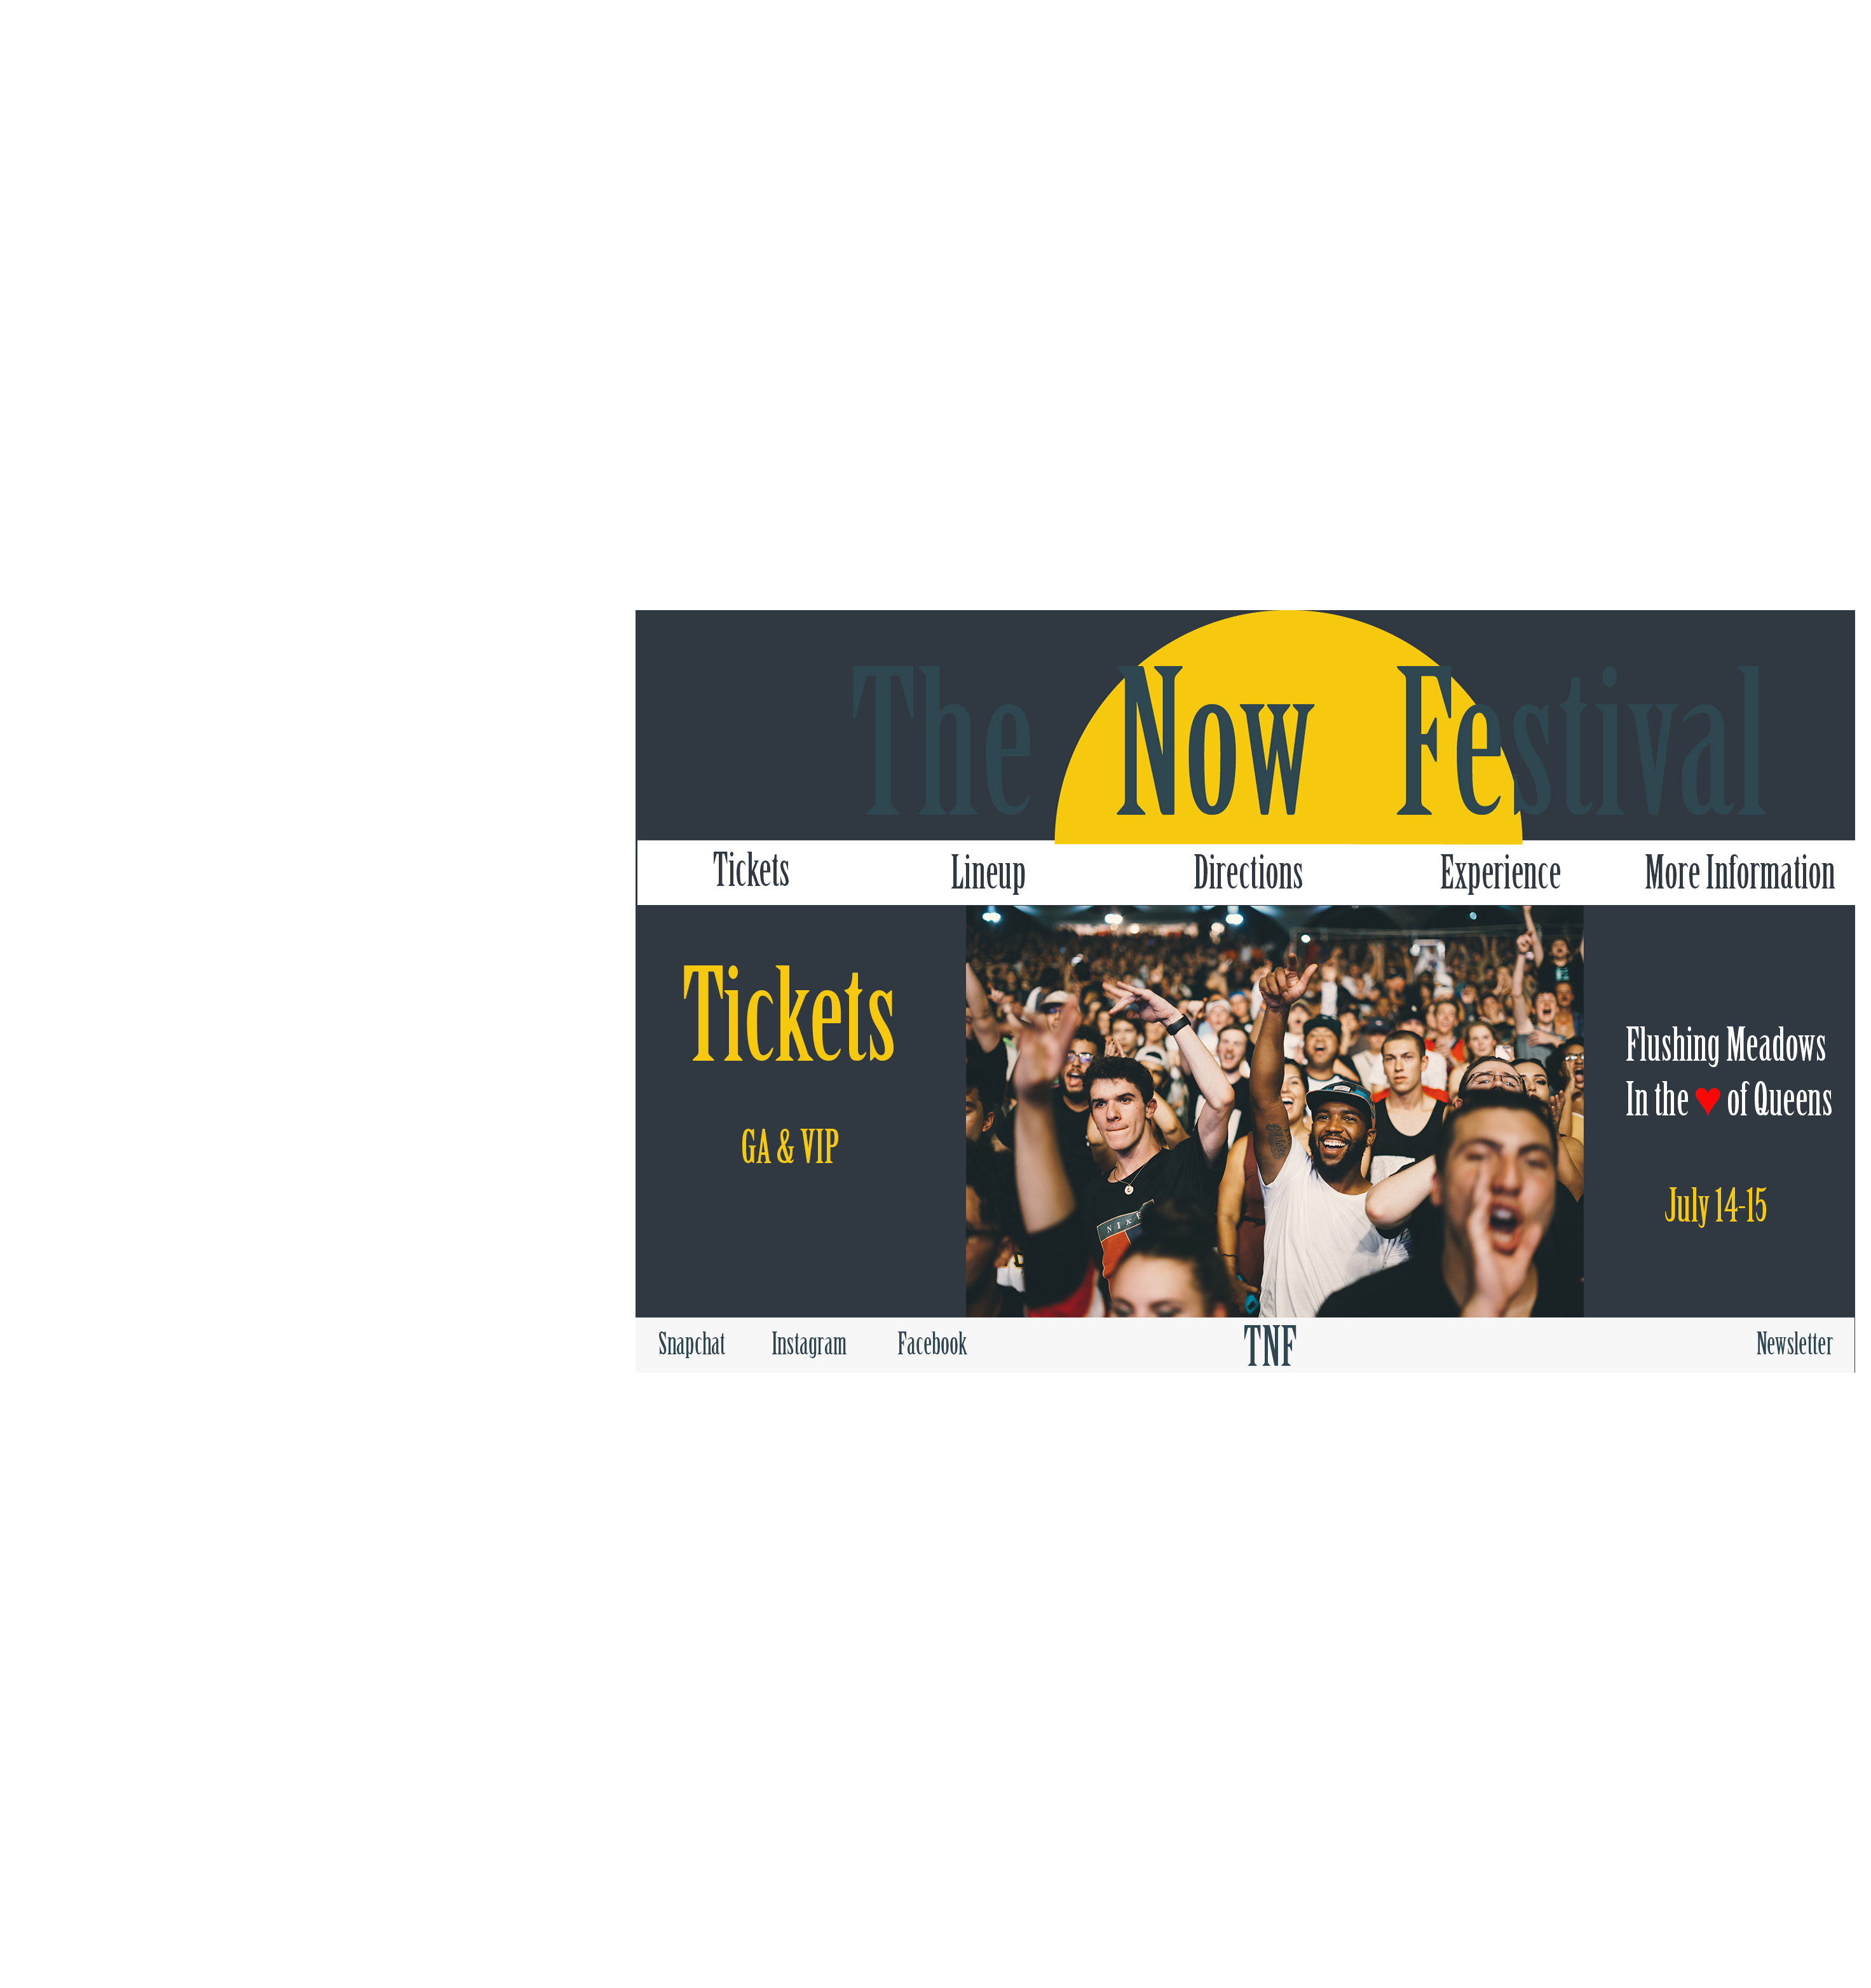 The Now Festival
Tickets Lineup Directions Experience More Information
Tickets
GA & VIP
NIKE
Flushing Meadows
In the ♥ of Queens
July 14-15
Snapchat Instagram Facebook TNF Newsletter